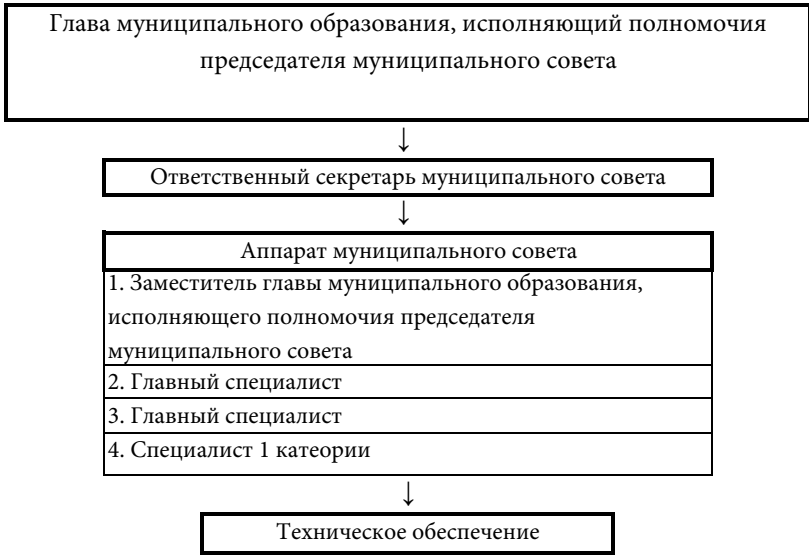 Глава муниципального образования, исполняющий полномочия
председателя муниципального совета
↓
Ответственный секретарь муниципального совета
↓
Аппарат муниципального совета
1. Заместитель главы муниципального образования,
исполняющего полномочия председателя
муниципального совета
2. Главный специалист
3. Главный специалист
4. Специалист 1 катеории
↓
Техническое обеспечение